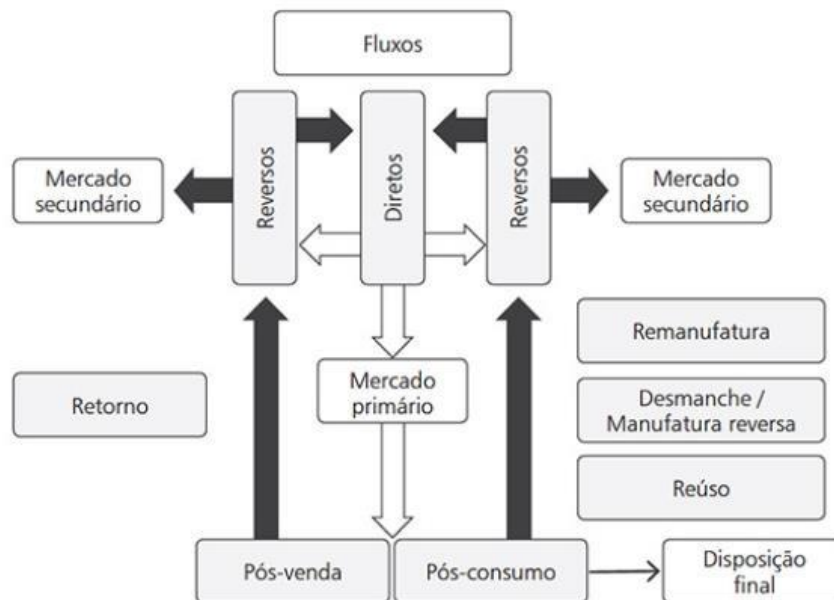 Fluxos
Reversos
Diretos
Reversos
Mercado
secundário
Mercado
secundário
Remanufatura
Retorno
Mercado
primário
Desmanche /
Manufatura reversa
Reúso
Pós-venda
Pós-consumo
Disposição
final